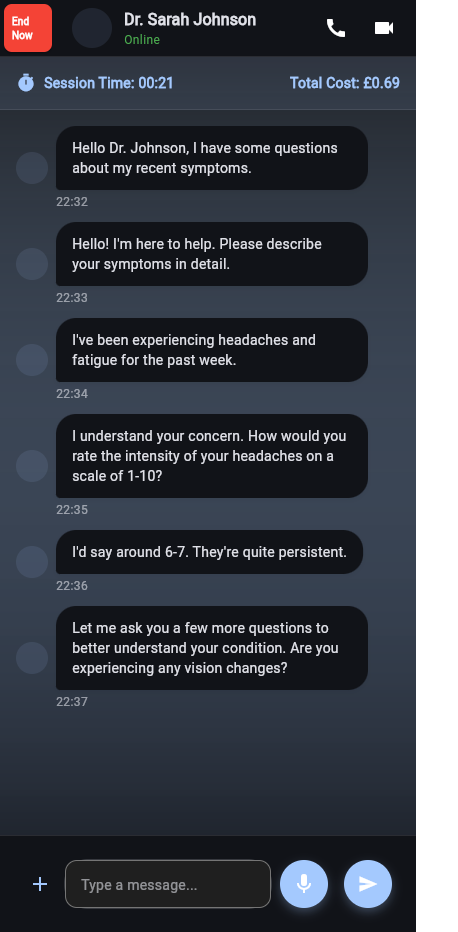 End
Now
Dr. Sarah Johnson
Online
Session Time: 00:21
Total Cost: £0.69
Hello Dr. Johnson, I have some questions
about my recent symptoms.
22:32
Hello! I'm here to help. Please describe
your symptoms in detail.
22:33
I've been experiencing headaches and
fatigue for the past week.
22:34
I understand your concern. How would you
rate the intensity of your headaches on a
scale of 1-10?
22:35
I'd say around 6-7. They're quite persistent.
22:36
Let me ask you a few more questions to
better understand your condition. Are you
experiencing any vision changes?
22:37
Type a message...